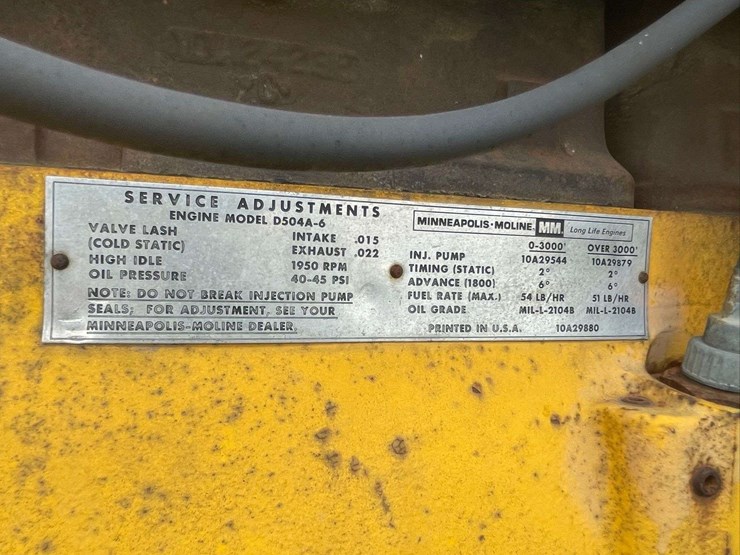 SERVICE ADJUSTMENTS
ENGINE MODEL D504A-6
VALVE LASH
(COLD STATIC) INTAKE .015
EXHAUST .022
HIGH IDLE 1950 RPM
OIL PRESSURE 40-45 PSI
NOTE: DO NOT BREAK INJECTION PUMP
SEALS; FOR ADJUSTMENT, SEE YOUR
MINNEAPOLIS-MOLINE DEALER.
MINNEAPOLIS-MOLINE MM Long Life Engines
0-3000' OVER 3000'
INJ. PUMP 10A29544 10A29879
TIMING (STATIC) 2° 2°
ADVANCE (1800) 6° 6°
FUEL RATE (MAX.) 54 LB/HR 51 LB/HR
OIL GRADE MIL-L-2104B MIL-L-2104B
PRINTED IN U.S.A. 10A29880